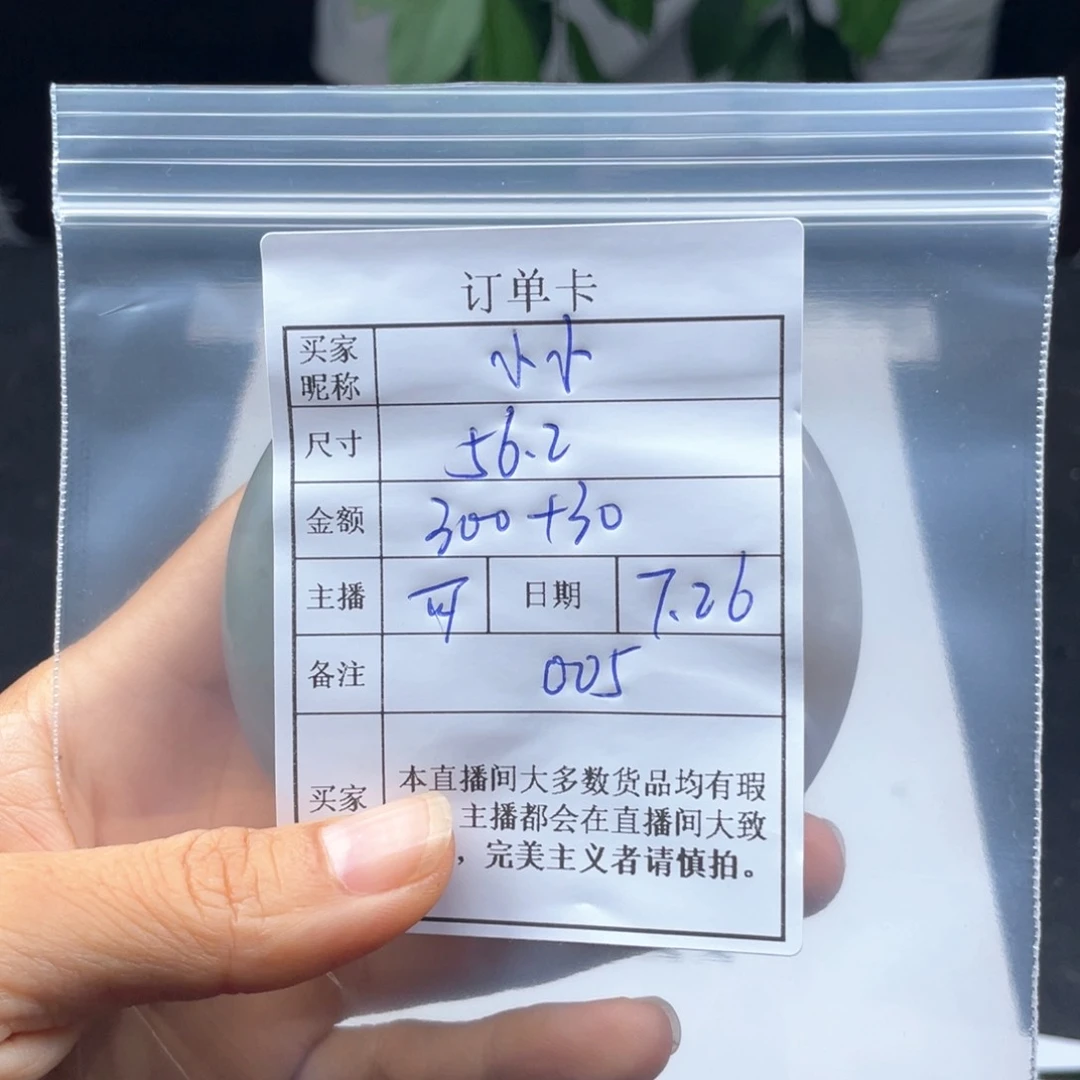 订单卡
买家昵称 小小
尺寸 56.2
金额 300+30
主播 日期 7.26
备注 005
买家 本直播间大多数货品均有瑕
主播都会在直播间大致
，完美主义者请慎拍。